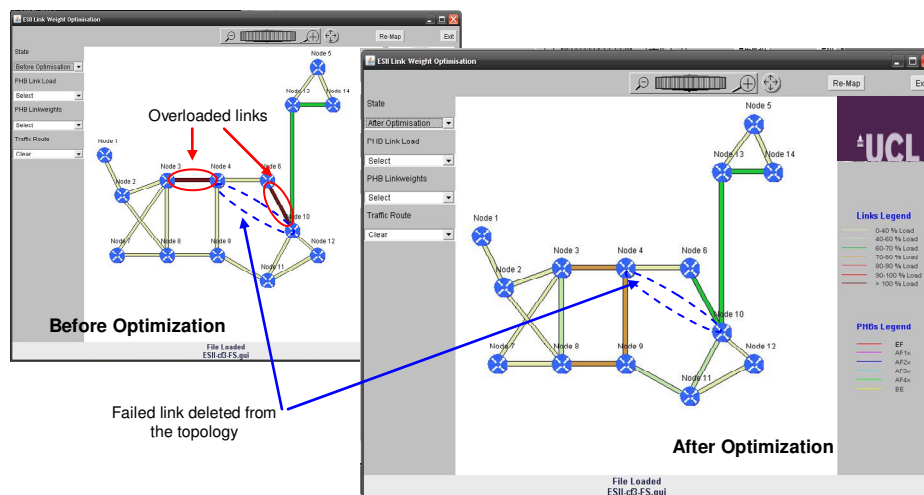 ESII Link Weight Optimisation
Re-Map
Exit
State
Before Optimisation
PHB Link Load
Select
PHB Linkweights
Select
Traffic Route
Clear
Overloaded links
Node 5
Node 13
Node 14
Node 1
Node 3
Node 4
Node 6
Node 2
Node 10
Node 7
Node 8
Node 9
Node 12
Node 11
Before Optimization
File Loaded
ESII-cf3-FS.gui
Failed link deleted from
the topology
ESII Link Weight Optimisation
Re-Map
Ex
State
After Optimisation
PHB Link Load
Select
PHB Linkweights
Select
Traffic Route
Clear
Node 5
Node 13
Node 14
Node 1
Node 3
Node 4
Node 6
Node 2
Node 10
Node 7
Node 8
Node 9
Node 12
Node 11
After Optimization
UCL
Links Legend
0-40 % Load
40-60 % Load
60-70 % Load
70-80 % Load
80-90 % Load
90-100 % Load
> 100 % Load
PHBs Legend
EF
AF1x
AF2x
AF3x
AF4x
BE
File Loaded
ESII-cf3-FS.gui